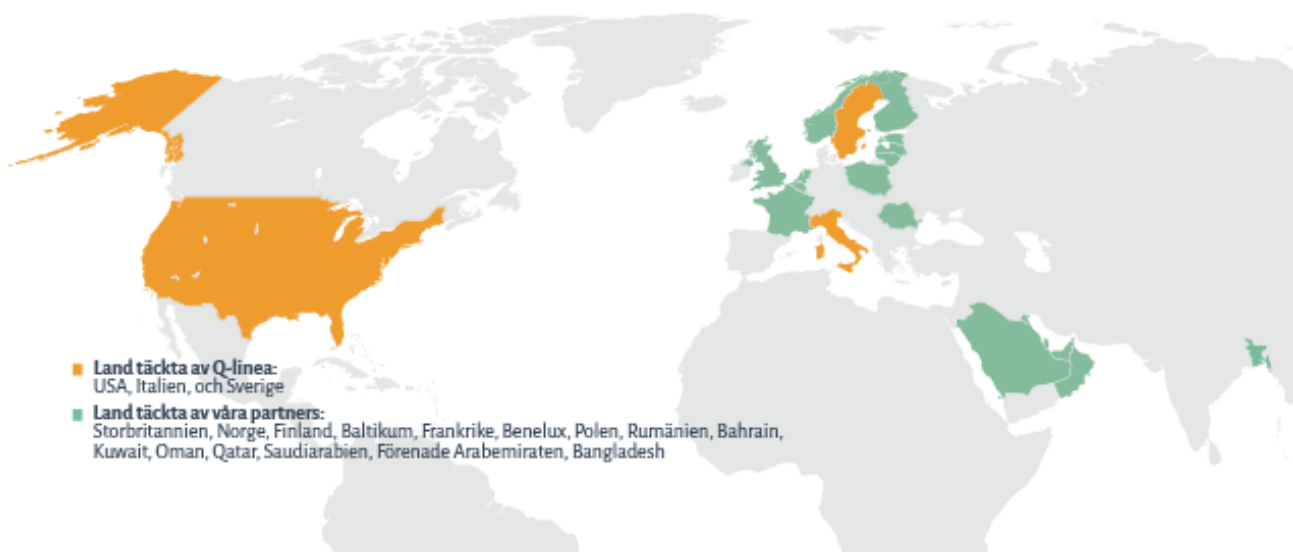 Land täckta av Q-linea:
USA, Italien, och Sverige
Land täckta av våra partners:
Storbritannien, Norge, Finland, Baltikum, Frankrike, Benelux, Polen, Rumänien, Bahrain,
Kuwait, Oman, Qatar, Saudiarabien, Förenade Arabemiraten, Bangladesh